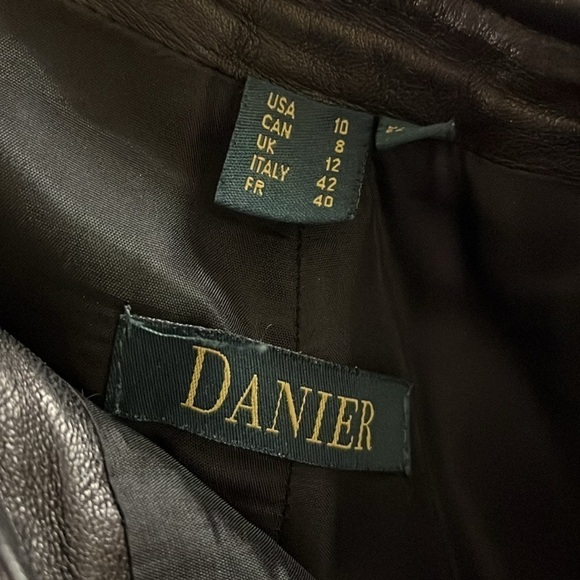 USA 10
CAN 8
UK 12
ITALY 42
FR 40
DANIER